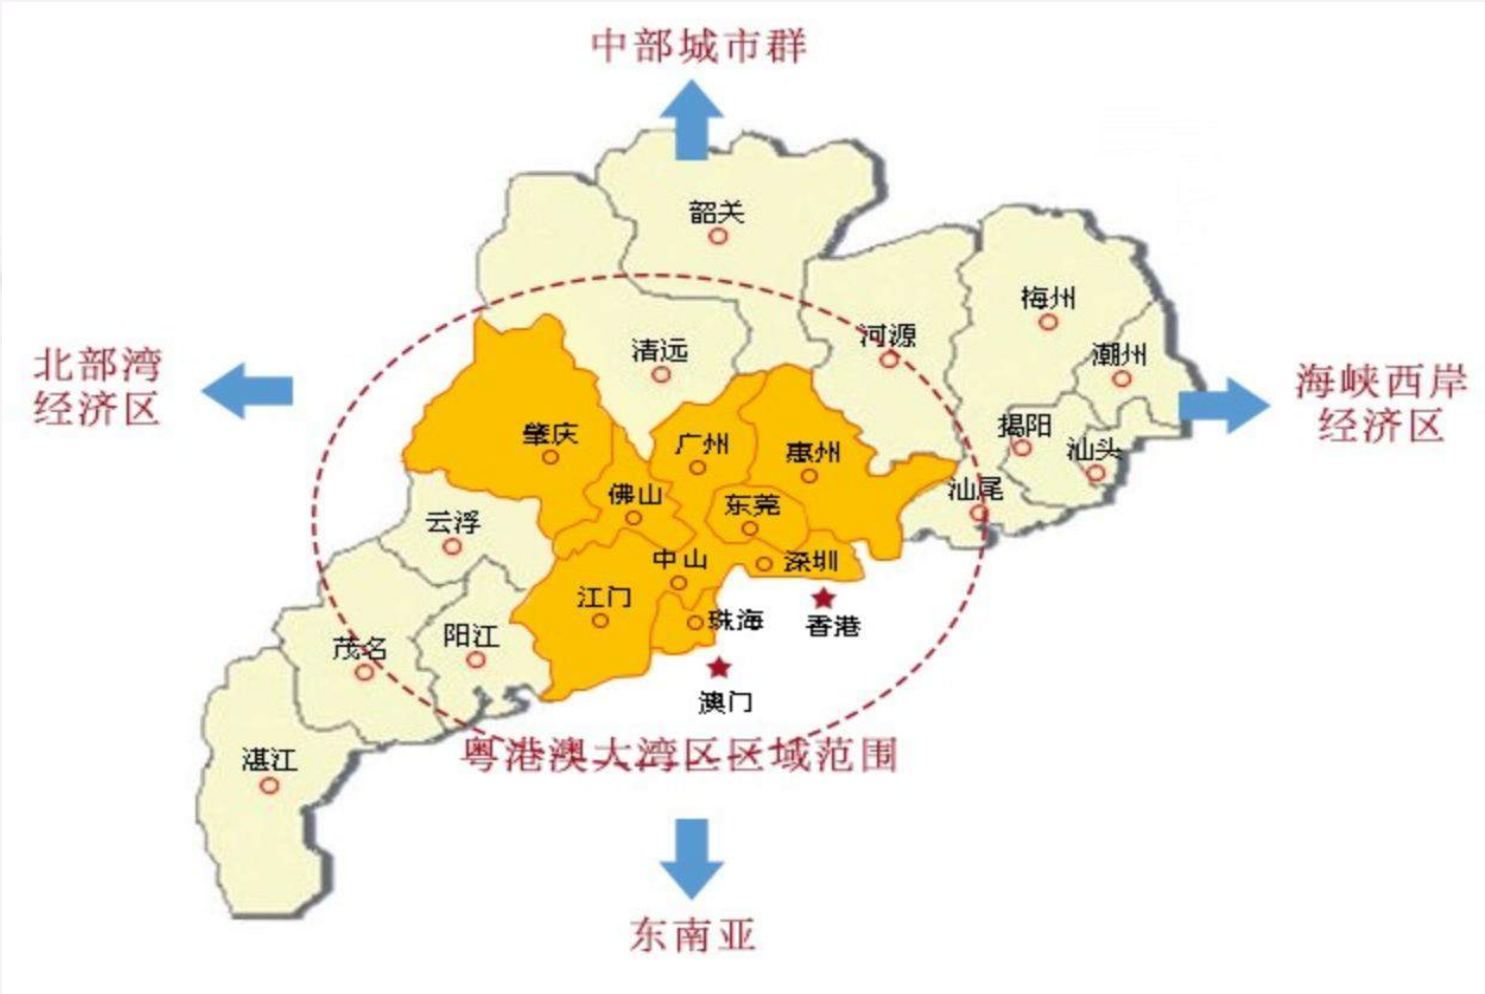 中部城市群
韶关
梅州
河源
清远
潮州
北部湾
经济区
海峡西岸
经济区
肇庆
广州
惠州
揭阳
汕头
佛山
东莞
汕尾
云浮
中山
深圳
江门
珠海
香港
茂名
阳江
澳门
粤港澳大湾区区域范围
湛江
东南亚